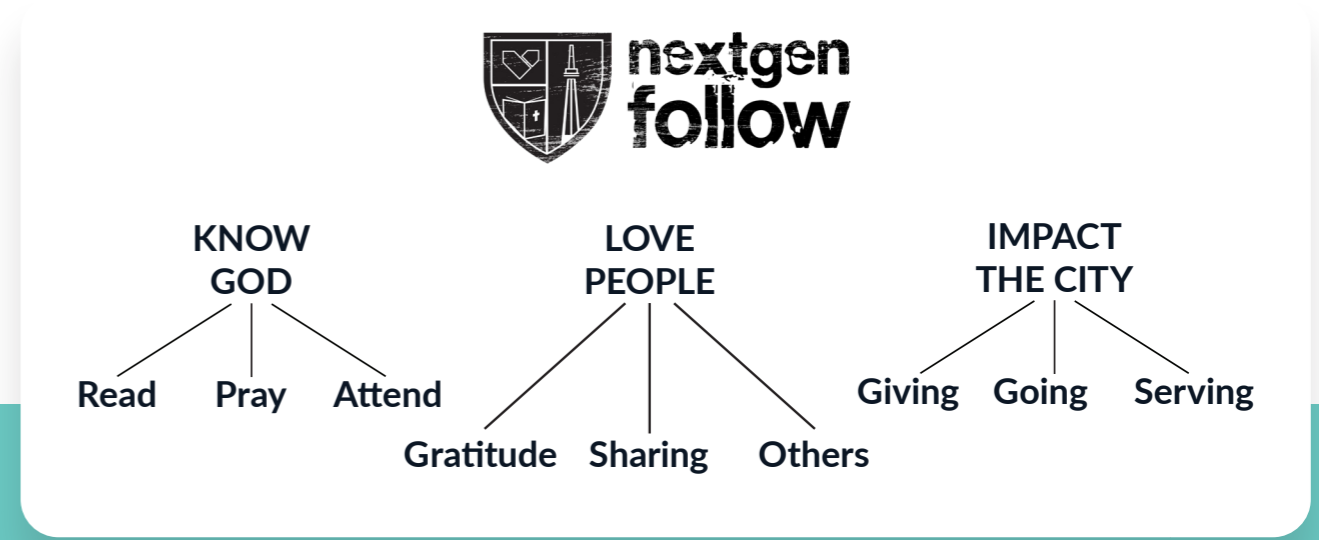 nextgen
follow
KNOW
GOD
LOVE
PEOPLE
IMPACT
THE CITY
Read Pray Attend
Gratitude Sharing Others
Giving Going Serving